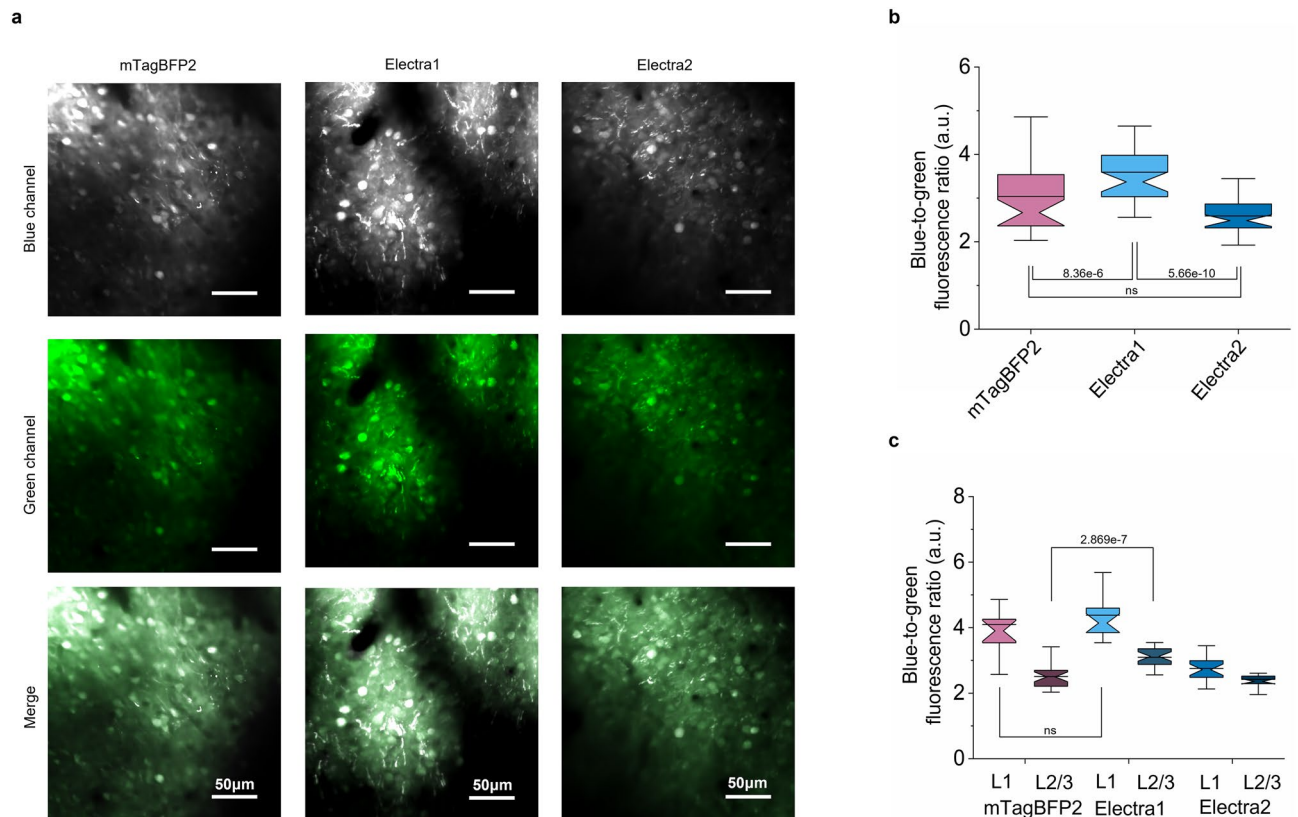 a
mTagBFP2
Electra1
Electra2
Blue channel
Green channel
Merge
50µm
50µm
50µm
b
Blue-to-green
fluorescence ratio (a.u.)
6
4
2
0
8.36e-6
5.66e-10
ns
mTagBFP2
Electra1
Electra2
c
Blue-to-green
fluorescence ratio (a.u.)
8
6
4
2
0
2.869e-7
ns
L1 L2/3 L1 L2/3 L1 L2/3
mTagBFP2 Electra1 Electra2